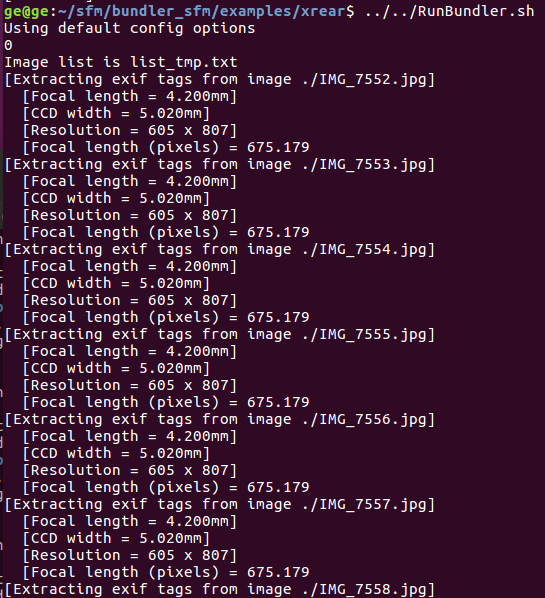 ge@ge:~/sfm/bundler_sfm/examples/xrear$ ../../RunBundler.sh
Using default config options
0
Image list is list_tmp.txt
[Extracting exif tags from image ./IMG_7552.jpg]
  [Focal length = 4.200mm]
  [CCD width = 5.020mm]
  [Resolution = 605 x 807]
  [Focal length (pixels) = 675.179
[Extracting exif tags from image ./IMG_7553.jpg]
  [Focal length = 4.200mm]
  [CCD width = 5.020mm]
  [Resolution = 605 x 807]
  [Focal length (pixels) = 675.179
[Extracting exif tags from image ./IMG_7554.jpg]
  [Focal length = 4.200mm]
  [CCD width = 5.020mm]
  [Resolution = 605 x 807]
  [Focal length (pixels) = 675.179
[Extracting exif tags from image ./IMG_7555.jpg]
  [Focal length = 4.200mm]
  [CCD width = 5.020mm]
  [Resolution = 605 x 807]
  [Focal length (pixels) = 675.179
[Extracting exif tags from image ./IMG_7556.jpg]
  [Focal length = 4.200mm]
  [CCD width = 5.020mm]
  [Resolution = 605 x 807]
  [Focal length (pixels) = 675.179
[Extracting exif tags from image ./IMG_7557.jpg]
  [Focal length = 4.200mm]
  [CCD width = 5.020mm]
  [Resolution = 605 x 807]
  [Focal length (pixels) = 675.179
[Extracting exif tags from image ./IMG_7558.jpg]